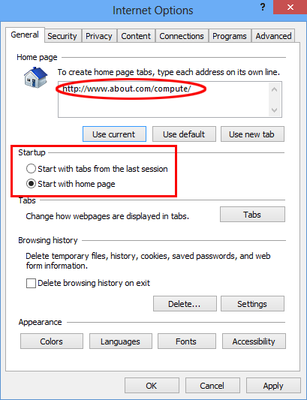 Internet Options
General Security Privacy Content Connections Programs Advanced
Home page
To create home page tabs, type each address on its own line.
http://www.about.com/compute/
Use current Use default Use new tab
Startup
Start with tabs from the last session
Start with home page
Tabs
Change how webpages are displayed in tabs. Tabs
Browsing history
Delete temporary files, history, cookies, saved passwords, and web
form information.
Delete browsing history on exit
Delete... Settings
Appearance
Colors Languages Fonts Accessibility
OK Cancel Apply